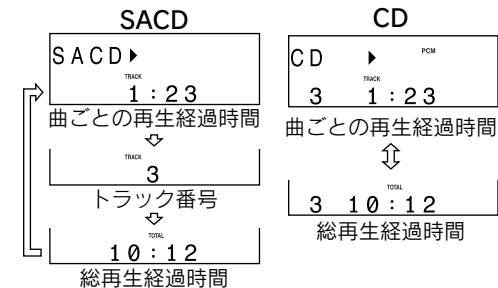 SACD
SACD
TRACK
1:23
曲ごとの再生経過時間
TRACK
3
トラック番号
TOTAL
10:12
総再生経過時間
CD
CD PCM
TRACK
3 1:23
曲ごとの再生経過時間
TOTAL
3 10:12
総再生経過時間